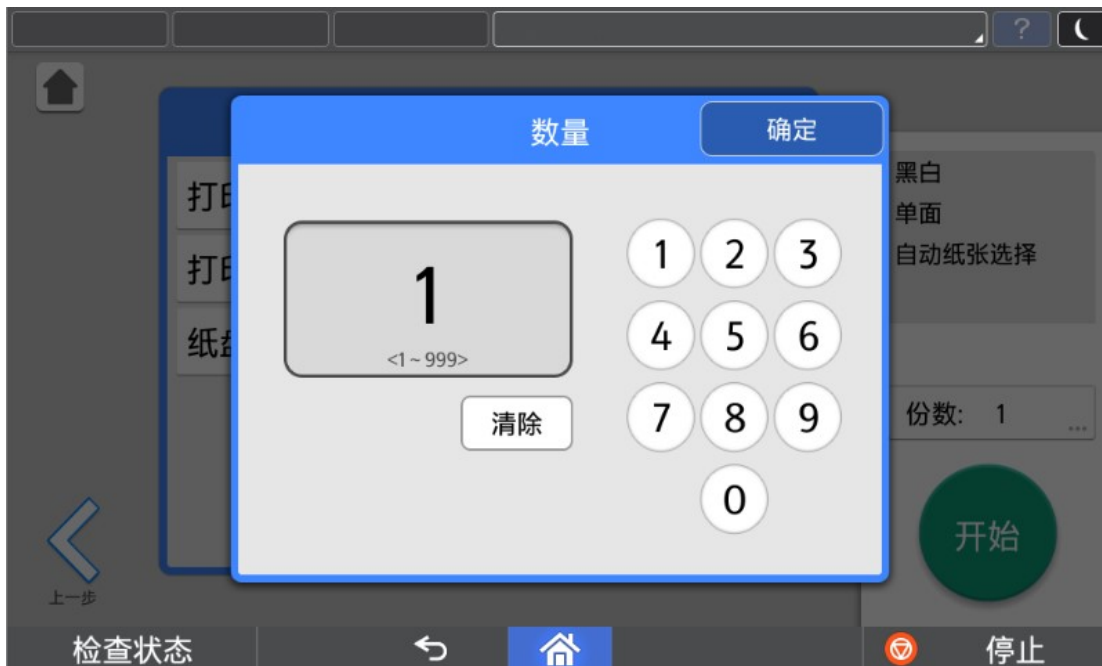 ?
数量
确定
打
打
纸
黑白
单面
自动纸张选择
1
<1~999>
清除
1 2 3
4 5 6
7 8 9
0
份数: 1
...
开始
上一步
检查状态
停止